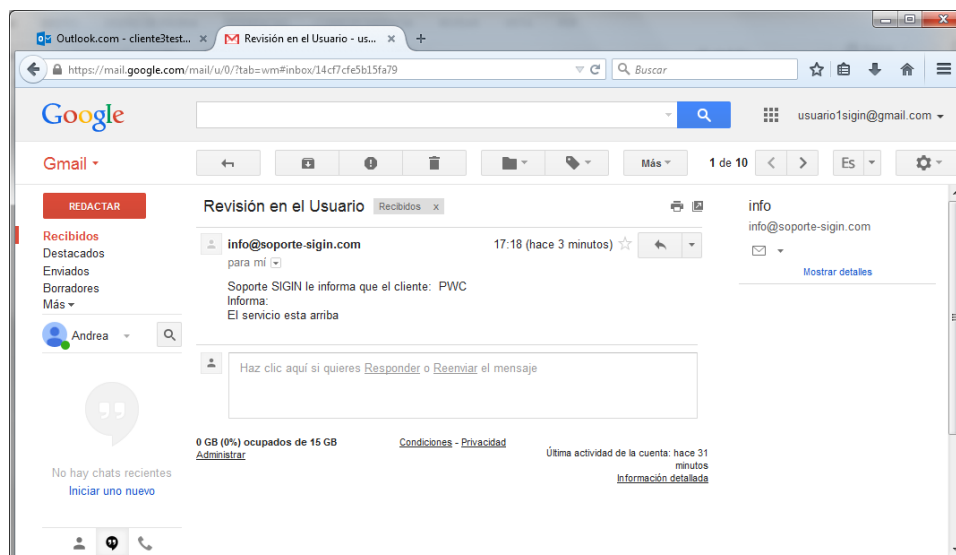 Outlook.com - cliente3test... ×
Revisión en el Usuario - us... ×
https://mail.google.com/mail/u/0/?tab=wm#inbox/14cf7cfe5b15fa79
Buscar
Google
usuario1sigin@gmail.com
Gmail
Más
1 de 10
Es
REDACTAR
Recibidos
Destacados
Enviados
Borradores
Más
Andrea
No hay chats recientes
Iniciar uno nuevo
Revisión en el Usuario Recibidos x
info@soporte-sigin.com 17:18 (hace 3 minutos)
para mí
Soporte SIGIN le informa que el cliente: PWC
Informa:
El servicio esta arriba
Haz clic aquí si quieres Responder o Reenviar el mensaje
0 GB (0%) ocupados de 15 GB
Administrar
Condiciones - Privacidad
Última actividad de la cuenta: hace 31
minutos
Información detallada
info
info@soporte-sigin.com
Mostrar detalles